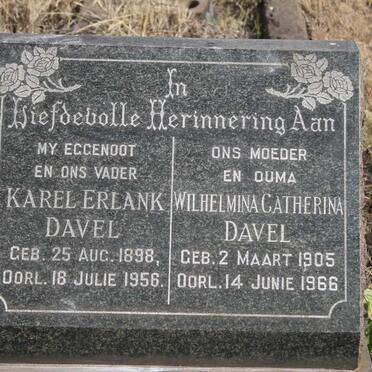 In
Liefdevolle Herinnering Aan
MY EGGENOOT
EN ONS VADER
KAREL ERLANK
DAVEL
GEB. 25 AUG. 1898,
OORL. 18 JULIE 1956.
ONS MOEDER
EN OUMA
WILHELMINA CATHERINA
DAVEL
GEB. 2 MAART 1905
OORL. 14 JUNIE 1966